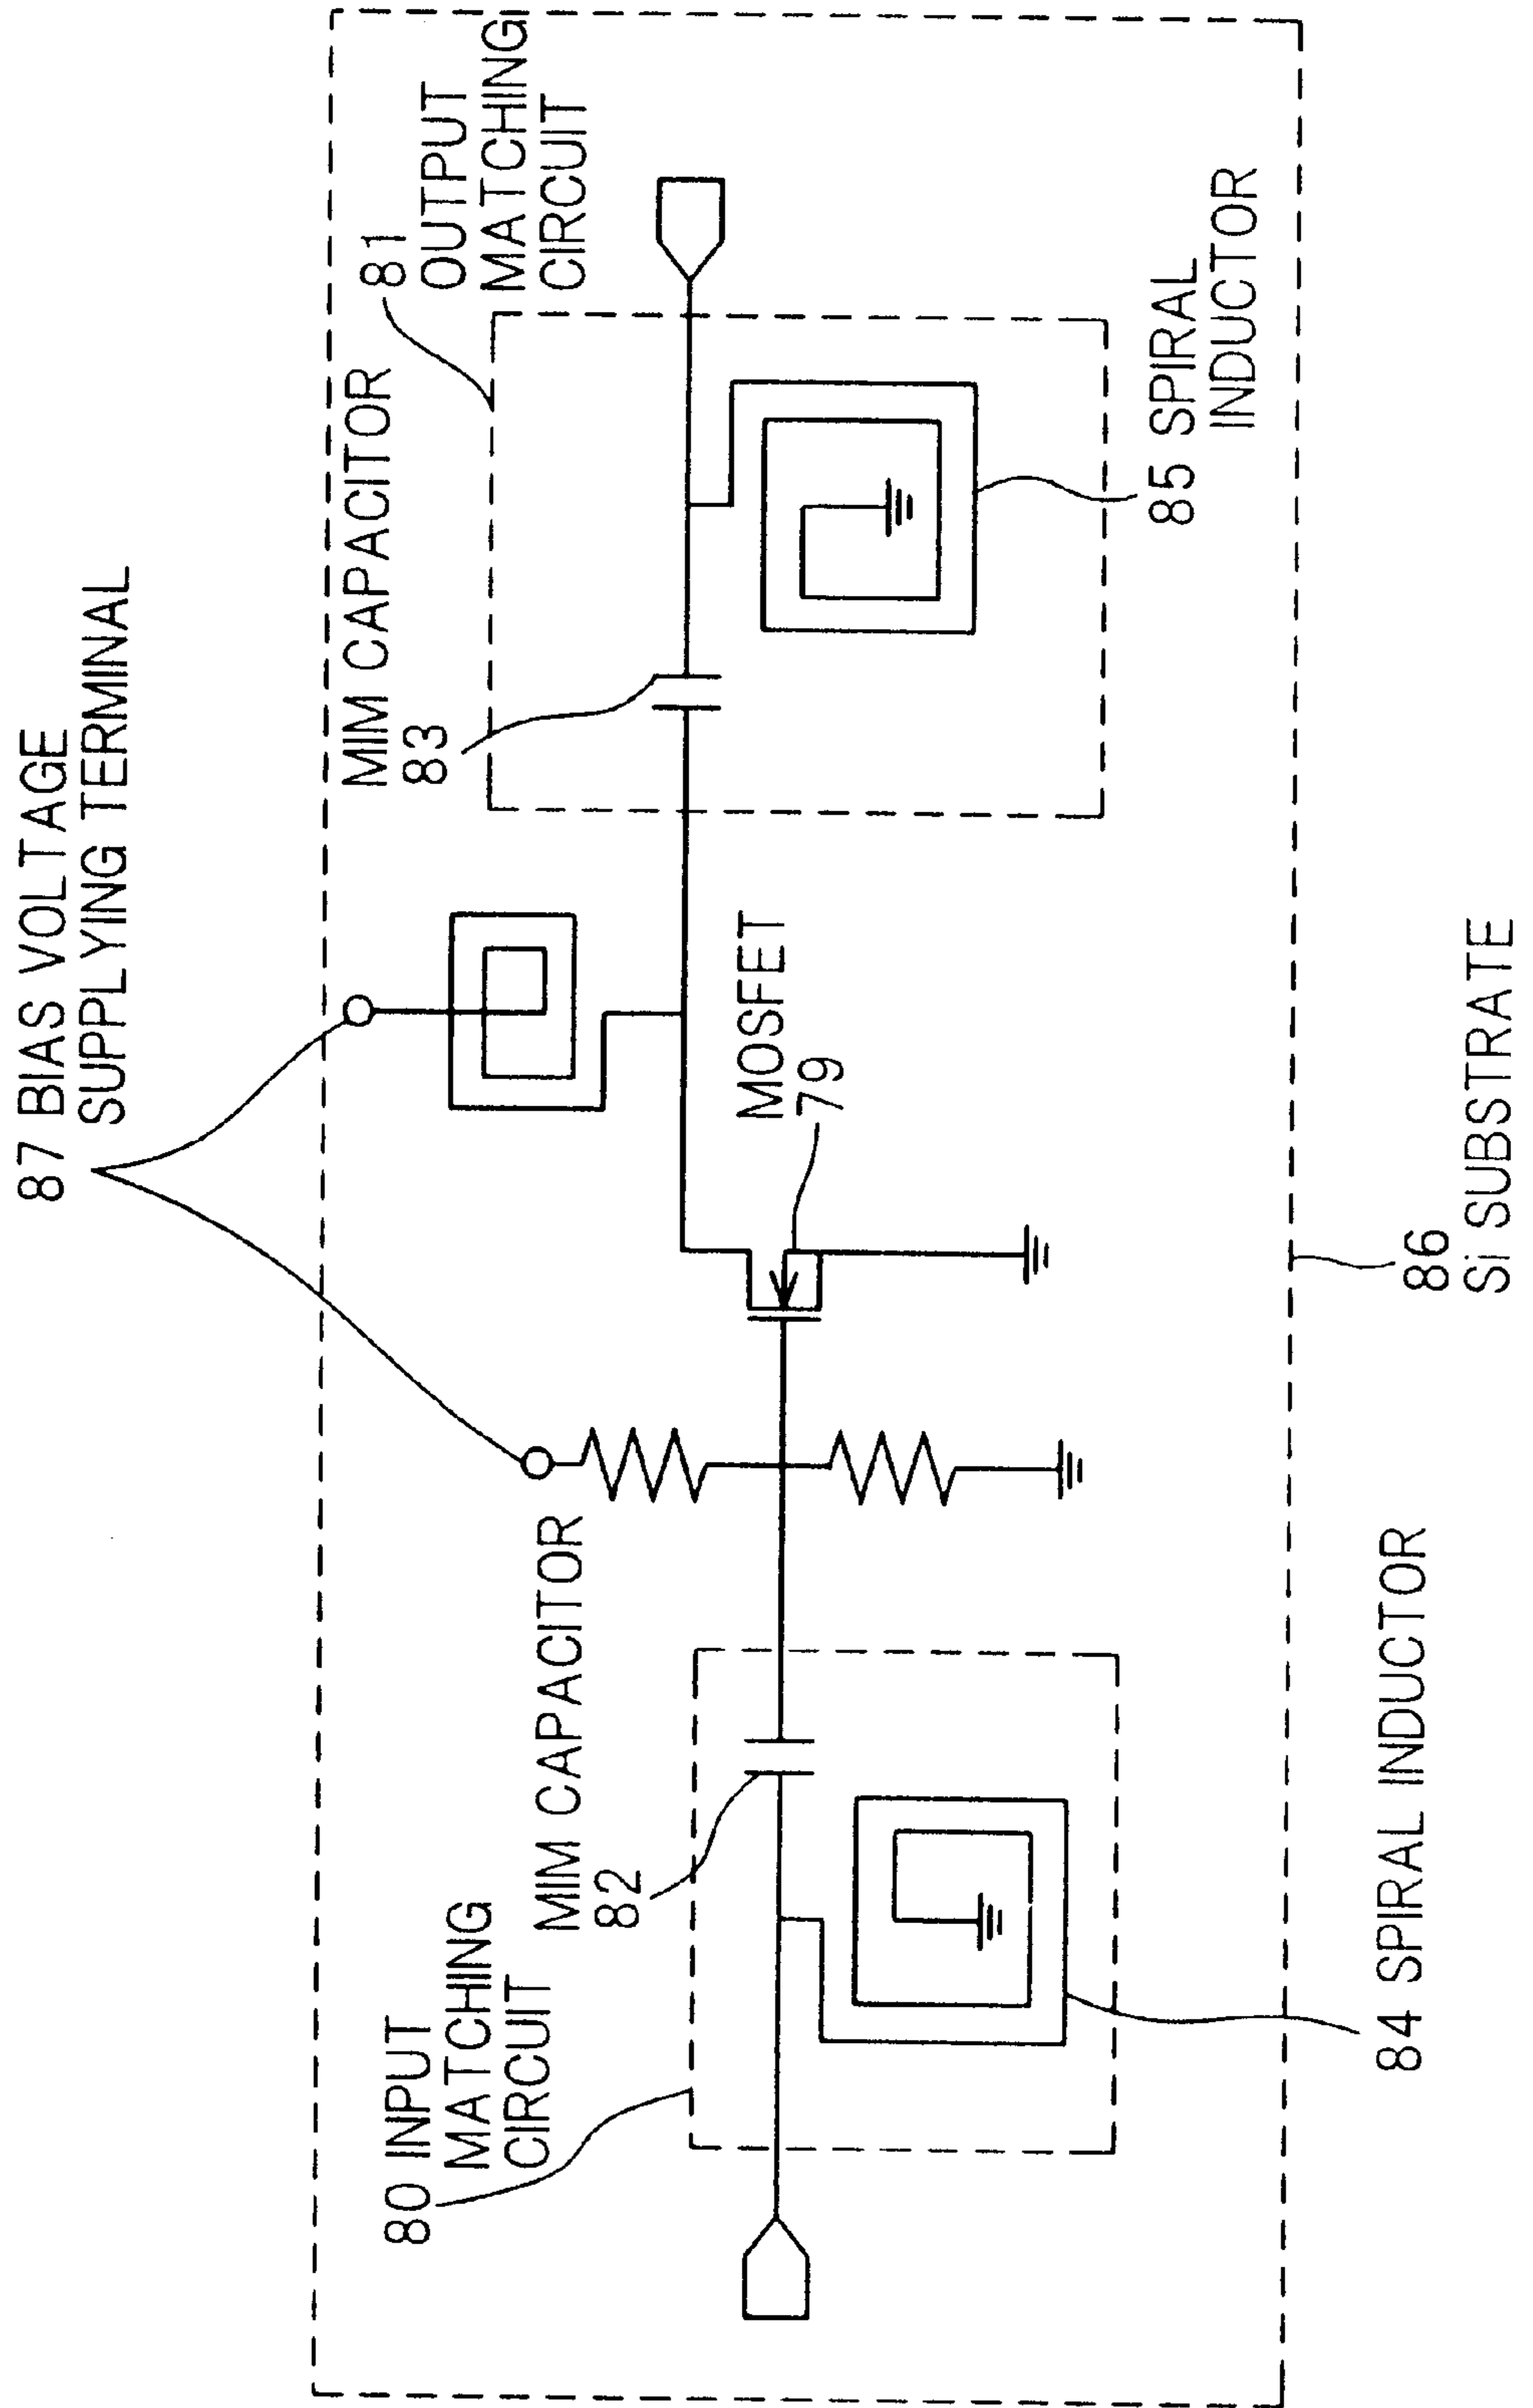 87 BIAS VOLTAGE
SUPPLYING TERMINAL
MIM CAPACITOR
83
81
OUTPUT
MATCHING
CIRCUIT
80 INPUT
MATCHING
CIRCUIT
MIM CAPACITOR
82
MOSFET
79
85 SPIRAL
INDUCTOR
84 SPIRAL INDUCTOR
86
Si SUBSTRATE